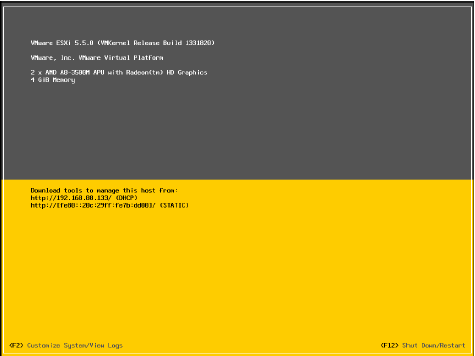 VMware ESXi 5.5.0 (VMKernel Release Build 1331820)
VMware, Inc. VMware Virtual Platform
2 x AMD A8-3500M APU with Radeon(tm) HD Graphics
4 GiB Memory
Download tools to manage this host from:
http://192.168.80.133/ (DHCP)
http://[fe80::20c:29ff:fe7b:dd08]/ (STATIC)
<F2> Customize System/View Logs
<F12> Shut Down/Restart